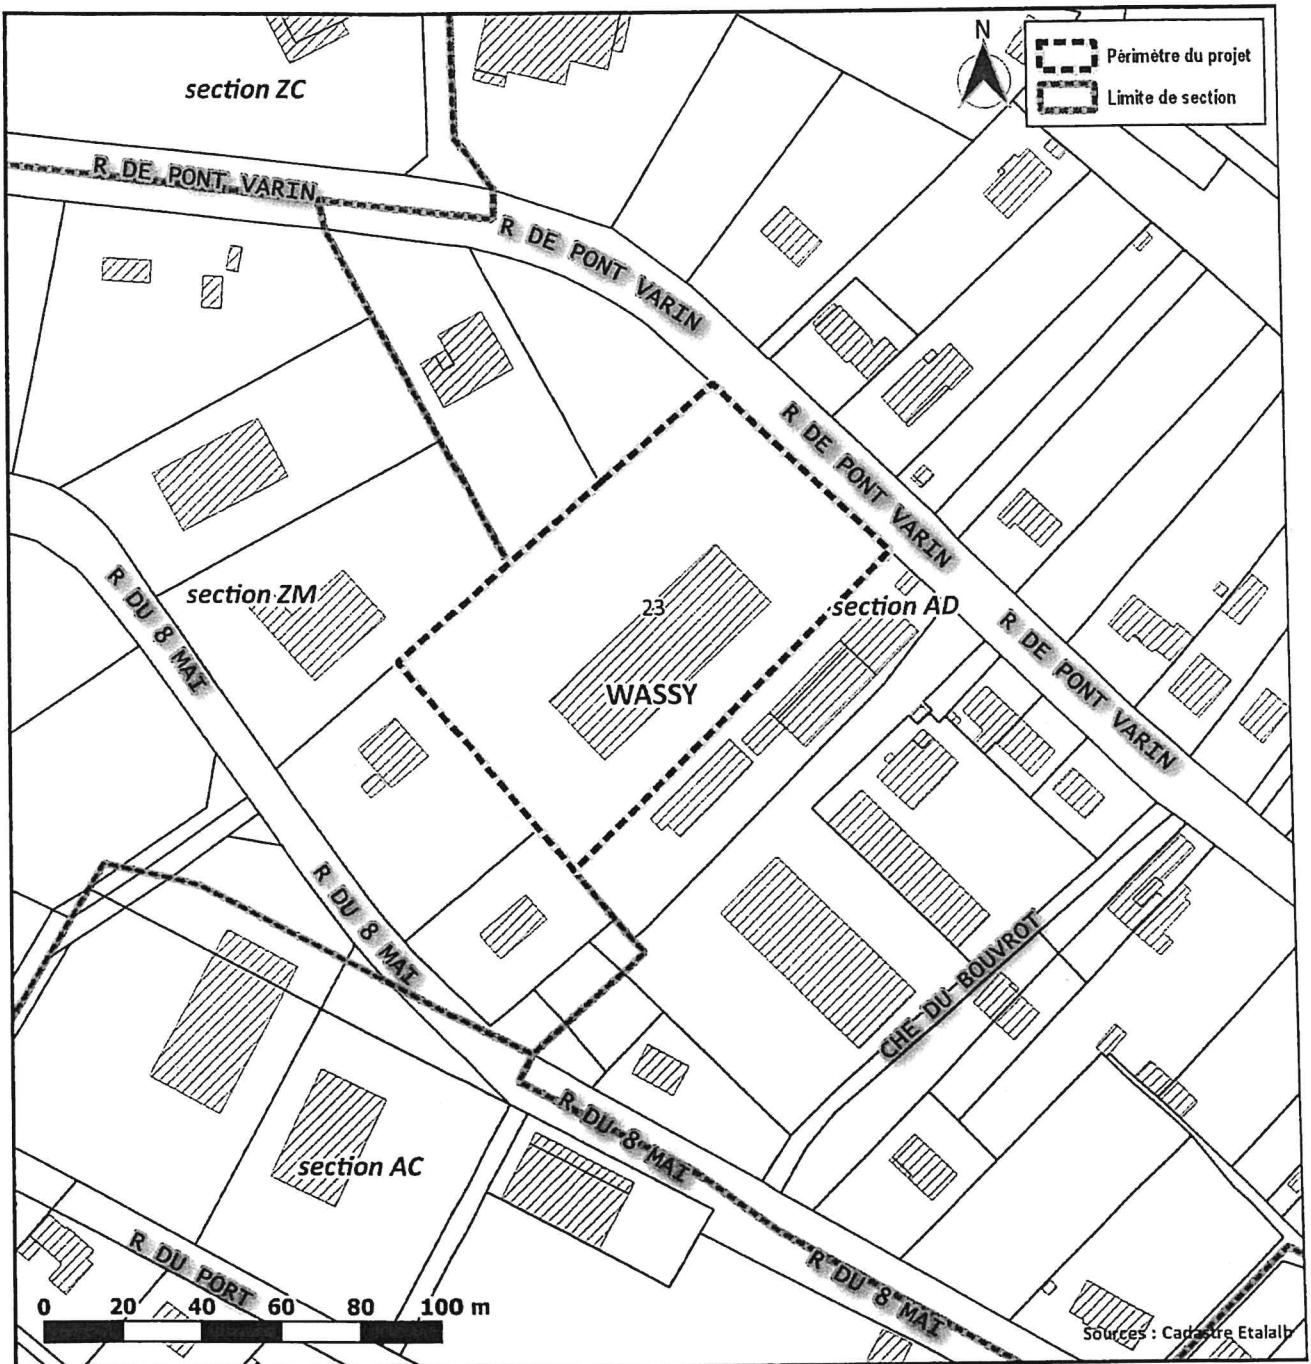 N
Périmètre du projet
Limite de section
section ZC
R DE PONT VARIN
R DE PONT VARIN
R DE PONT VARIN
R DE PONT VARIN
section ZM
23
section AD
WASSY
R DU 8 MAI
R DU 8 MAI
CHE DU BOUVROT
R DU 8 MAI
section AC
R DU PORT
R DU 8 MAI
0 20 40 60 80 100 m
Sources : Cadastre Etalab